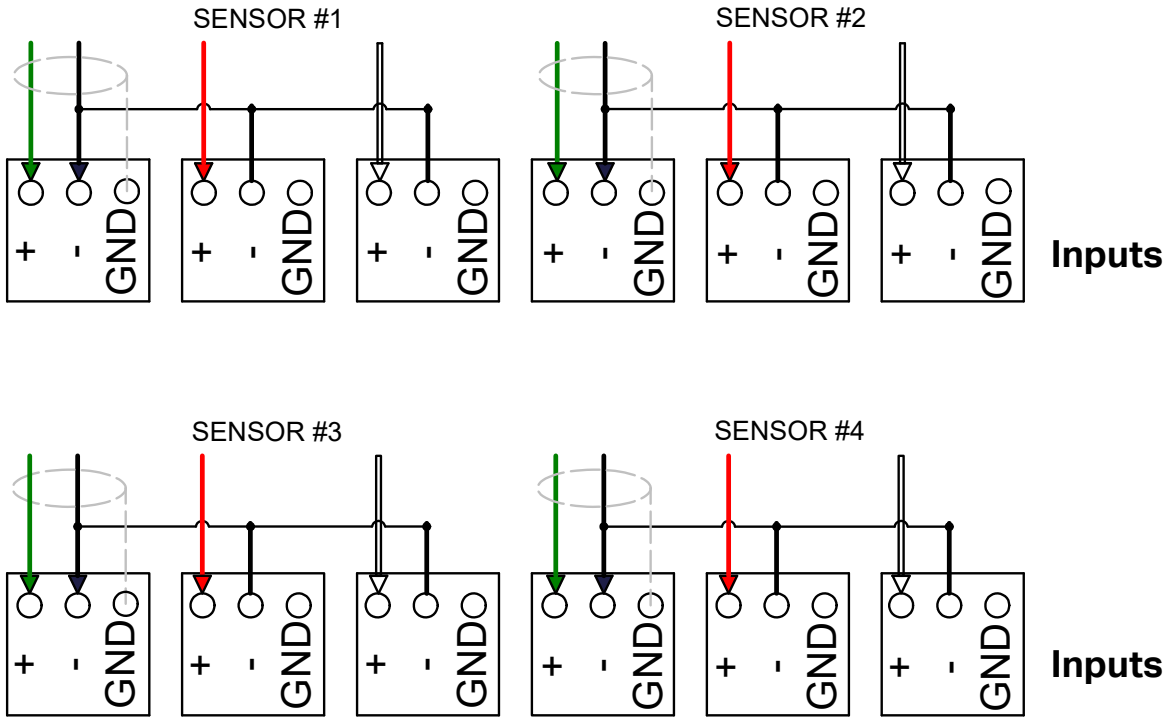 SENSOR #1
SENSOR #2
+ - GND + - GND + - GND + - GND + - GND + - GND
Inputs
SENSOR #3
SENSOR #4
+ - GND + - GND + - GND + - GND + - GND + - GND
Inputs